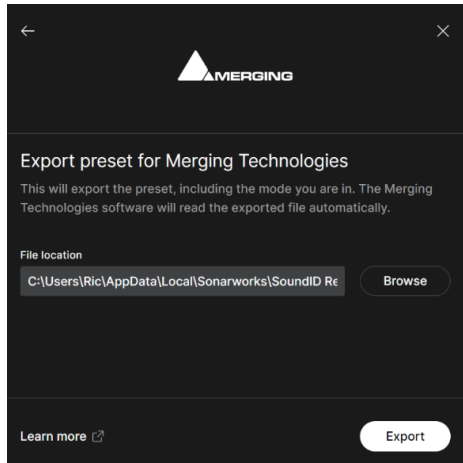 MERGING
Export preset for Merging Technologies
This will export the preset, including the mode you are in. The Merging
Technologies software will read the exported file automatically.
File location
C:\Users\Ric\AppData\Local\Sonarworks\SoundID Re
Browse
Learn more
Export